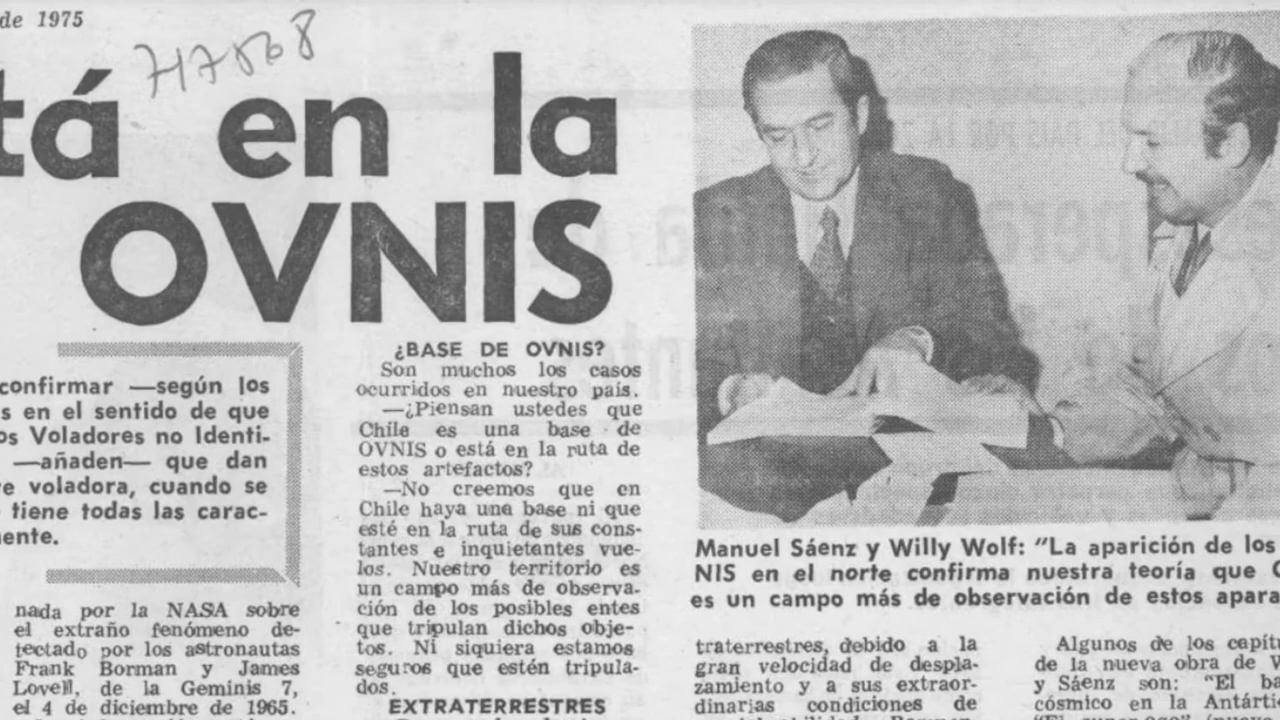 de 1975
717568
tá en la
OVNIS
confirmar —según los
s en el sentido de que
os Voladores no Identi-
—añaden— que dan
e voladora, cuando se
tiene todas las carac-
ente.
nada por la NASA sobre
el extraño fenómeno de-
tectado por los astronautas
Frank Borman y James
Lovell, de la Geminis 7,
el 4 de diciembre de 1965.
¿BASE DE OVNIS?
Son muchos los casos
ocurridos en nuestro país.
—¿Piensan ustedes que
Chile es una base de
OVNIS o está en la ruta de
estos artefactos?
—No creemos que en
Chile haya una base ni que
esté en la ruta de sus cons-
tantes e inquietantes vue-
los. Nuestro territorio es
un campo más de observa-
ción de los posibles entes
que tripulan dichos obje-
tos. Ni siquiera estamos
seguros que estén tripula-
dos.
EXTRATERRESTRES
Manuel Sáenz y Willy Wolf: "La aparición de los
NIS en el norte confirma nuestra teoría que C
es un campo más de observación de estos apara
traterrestres, debido a la
gran velocidad de despla-
zamiento y a sus extraor-
dinarias condiciones de
Algunos de los capít
de la nueva obra de W
y Sáenz son: "El ba
cósmico en la Antárti